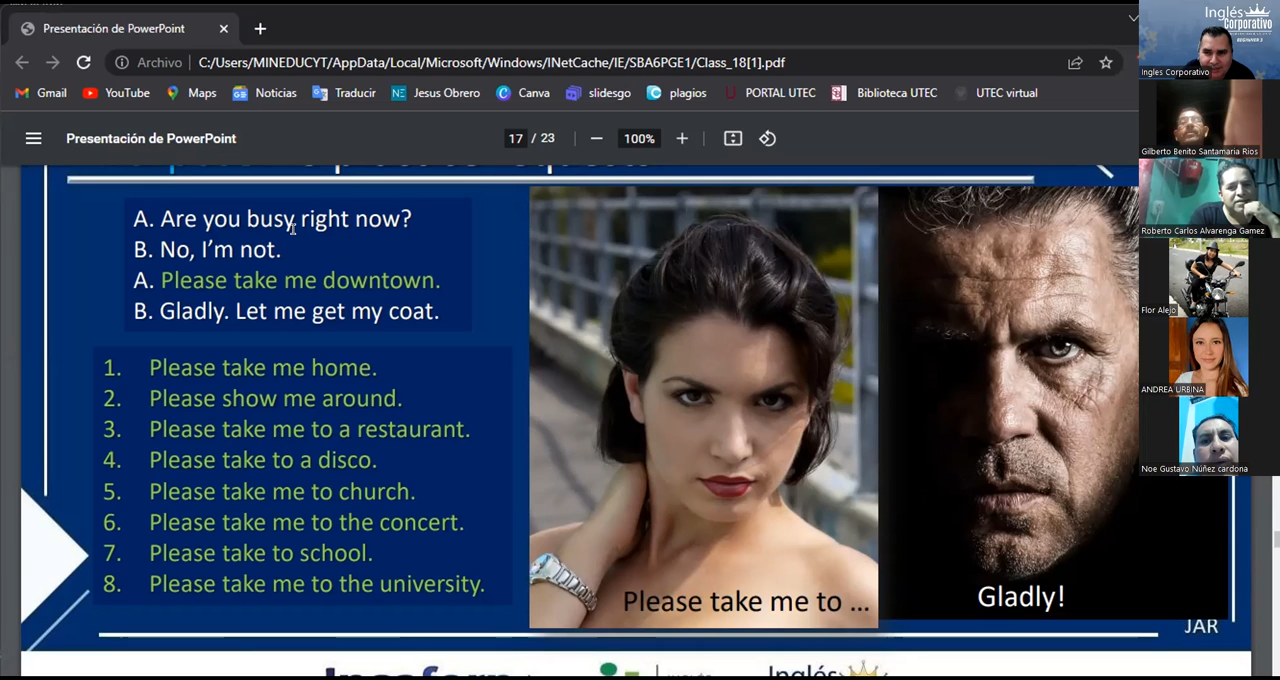 Presentación de PowerPoint
Archivo
C:/Users/MINEDUCYT/AppData/Local/Microsoft/Windows/INetCache/IE/SBA6PGE1/Class_18[1].pdf
Gmail
YouTube
Maps
Noticias
Traducir
Jesus Obrero
Canva
slidesgo
plagios
PORTAL UTEC
Biblioteca UTEC
UTEC virtual
Presentación de PowerPoint
17 / 23
100%
A. Are you busy right now?
B. No, I'm not.
A. Please take me downtown.
B. Gladly. Let me get my coat.
1. Please take me home.
2. Please show me around.
3. Please take me to a restaurant.
4. Please take to a disco.
5. Please take me to church.
6. Please take me to the concert.
7. Please take to school.
8. Please take me to the university.
Please take me to ...
Gladly!
JAR
Inglés
Corporativo
Ingles Corporativo
Gilberto Benito Santamaria Rios
Roberto Carlos Alvarenga Gamez
Flor Alejo
ANDREA URBINA
Noe Gustavo Núñez cardona
Inglés